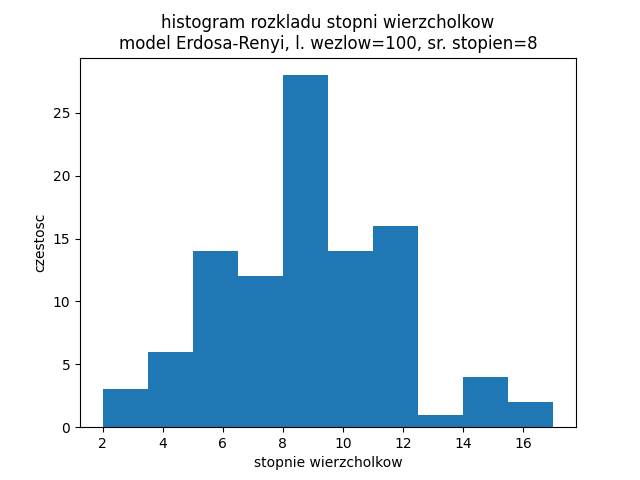 histogram rozkladu stopni wierzcholkow
model Erdosa-Renyi, l. wezlow=100, sr. stopien=8
25
20
15
10
5
0
czestosc
2 4 6 8 10 12 14 16
stopnie wierzcholkow